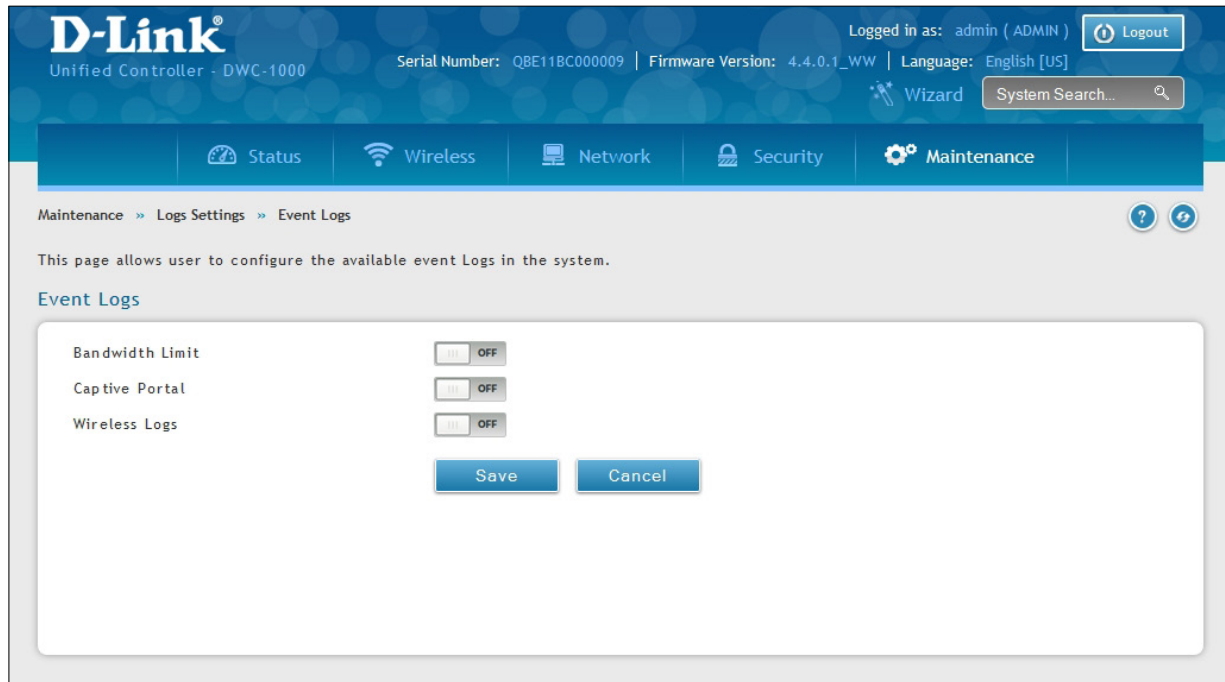 D-Link®
Unified Controller - DWC-1000
Logged in as: admin ( ADMIN )
Logout
Serial Number: QBE11BC000009 | Firmware Version: 4.4.0.1_WW | Language: English [US]
Wizard
System Search...
Status
Wireless
Network
Security
Maintenance
Maintenance » Logs Settings » Event Logs
?
This page allows user to configure the available event Logs in the system.
Event Logs
Bandwidth Limit OFF
Captive Portal OFF
Wireless Logs OFF
Save Cancel